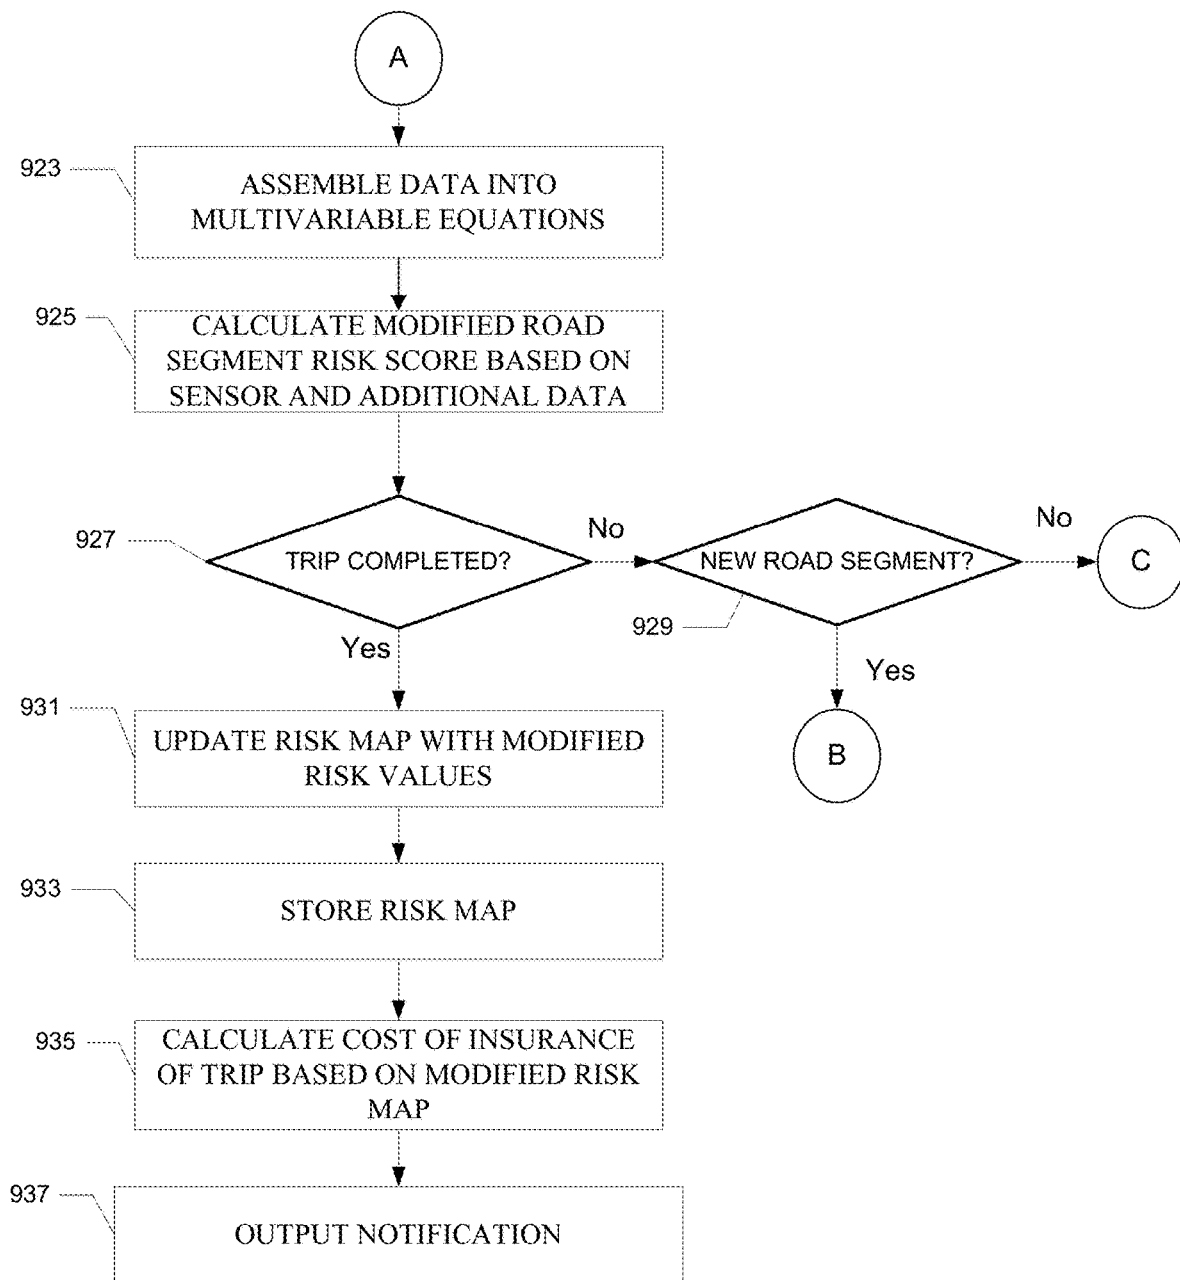 A
923
ASSEMBLE DATA INTO
MULTIVARIABLE EQUATIONS
925
CALCULATE MODIFIED ROAD
SEGMENT RISK SCORE BASED ON
SENSOR AND ADDITIONAL DATA
927
TRIP COMPLETED?
No
NEW ROAD SEGMENT?
929
No
C
Yes
Yes
B
931
UPDATE RISK MAP WITH MODIFIED
RISK VALUES
933
STORE RISK MAP
935
CALCULATE COST OF INSURANCE
OF TRIP BASED ON MODIFIED RISK
MAP
937
OUTPUT NOTIFICATION